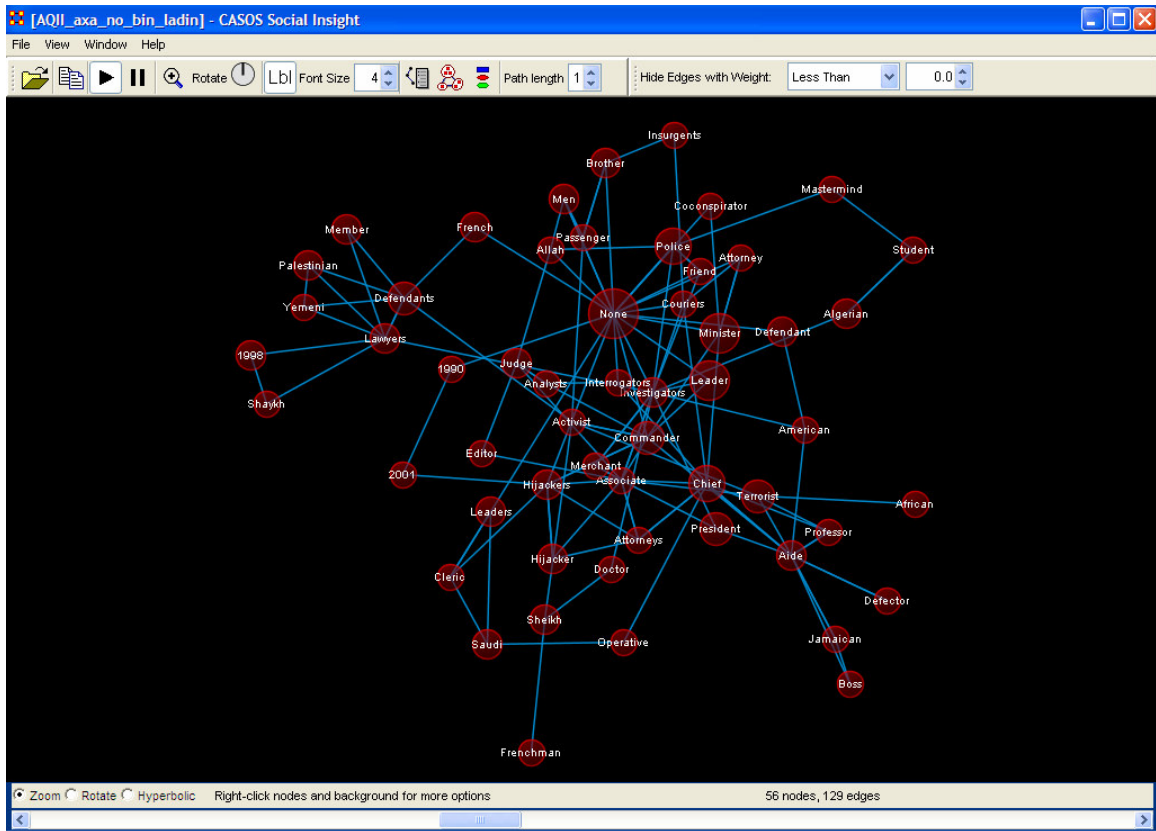 [AQII_axa_no_bin_ladin] - CASOS Social Insight
File View Window Help
Rotate Lbl Font Size 4 Path length 1 Hide Edges with Weight: Less Than 0.0
Insurgents
Brother
Mastermind
Men
Coconspirator
French
Member
Passenger
Police
Allah
Student
Attorney
Palestinian
Friend
Defendants
Yemeni
Couriers
None
Algerian
Minister
Defendant
Lawyers
1998
Judge
1990
Analysts
Interrogators
Leader
Investigators
Shaykh
Activist
American
Commander
Editor
Merchant
2001
Hijackers
Associate
Chief
Terrorist
African
Leaders
President
Professor
Attorneys
Hijacker
Aide
Doctor
Cleric
Defector
Sheikh
Jamaican
Saudi
Operative
Boss
Frenchman
Zoom Rotate Hyperbolic Right-click nodes and background for more options 56 nodes, 129 edges